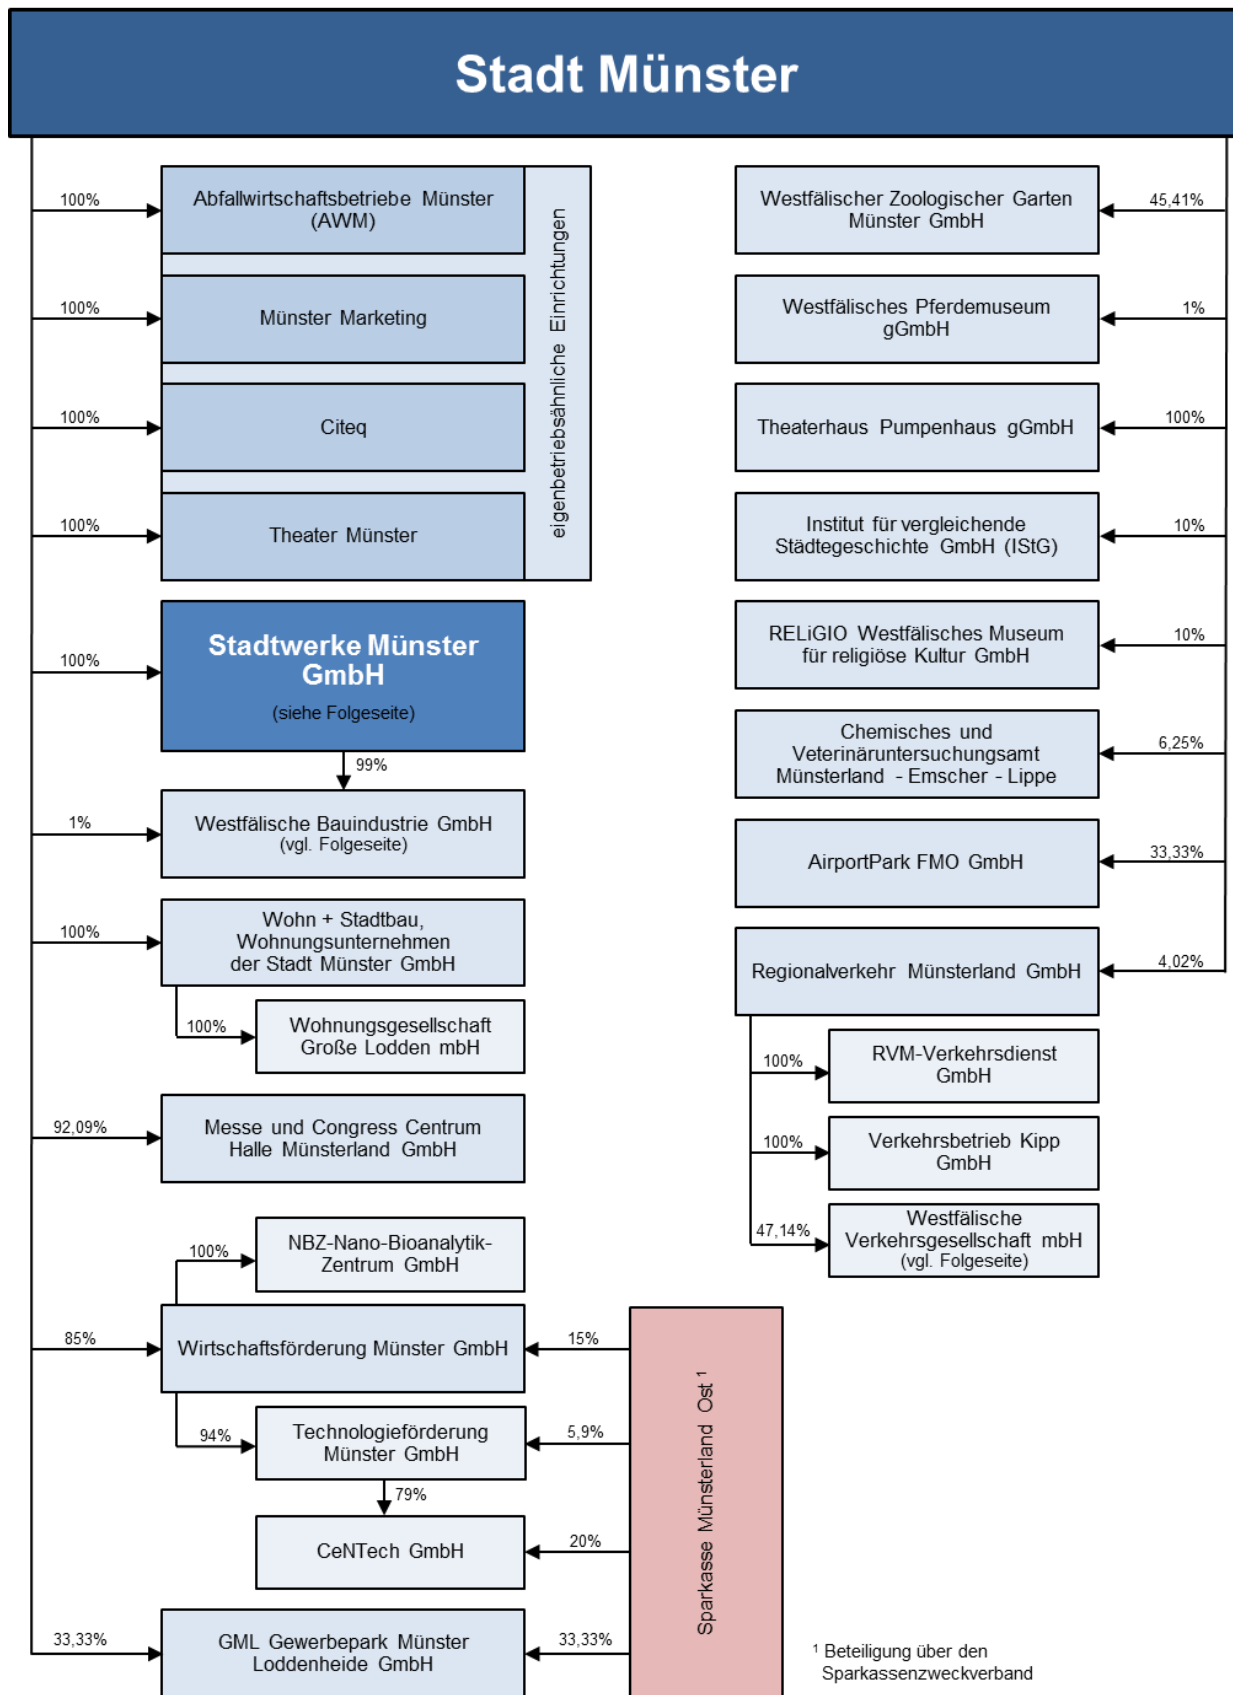 Stadt Münster
100%
Abfallwirtschaftsbetriebe Münster
(AWM)
100%
Münster Marketing
100%
Citeq
100%
Theater Münster
eigenbetriebsähnliche Einrichtungen
100%
Stadtwerke Münster
GmbH
(siehe Folgeseite)
99%
1%
Westfälische Bauindustrie GmbH
(vgl. Folgeseite)
100%
Wohn + Stadtbau,
Wohnungsunternehmen
der Stadt Münster GmbH
100%
Wohnungsgesellschaft
Große Lodden mbH
92,09%
Messe und Congress Centrum
Halle Münsterland GmbH
100%
NBZ-Nano-Bioanalytik-
Zentrum GmbH
85%
Wirtschaftsförderung Münster GmbH
15%
94%
Technologieförderung
Münster GmbH
5,9%
79%
CeNTech GmbH
20%
33,33%
GML Gewerbepark Münster
Loddenheide GmbH
33,33%
Sparkasse Münsterland Ost ¹
Westfälischer Zoologischer Garten
Münster GmbH
45,41%
Westfälisches Pferdemuseum
gGmbH
1%
Theaterhaus Pumpenhaus gGmbH
100%
Institut für vergleichende
Städtegeschichte GmbH (IStG)
10%
RELiGIO Westfälisches Museum
für religiöse Kultur GmbH
10%
Chemisches und
Veterinäruntersuchungsamt
Münsterland - Emscher - Lippe
6,25%
AirportPark FMO GmbH
33,33%
Regionalverkehr Münsterland GmbH
4,02%
100%
RVM-Verkehrsdienst
GmbH
100%
Verkehrsbetrieb Kipp
GmbH
47,14%
Westfälische
Verkehrsgesellschaft mbH
(vgl. Folgeseite)
¹ Beteiligung über den
Sparkassenzweckverband